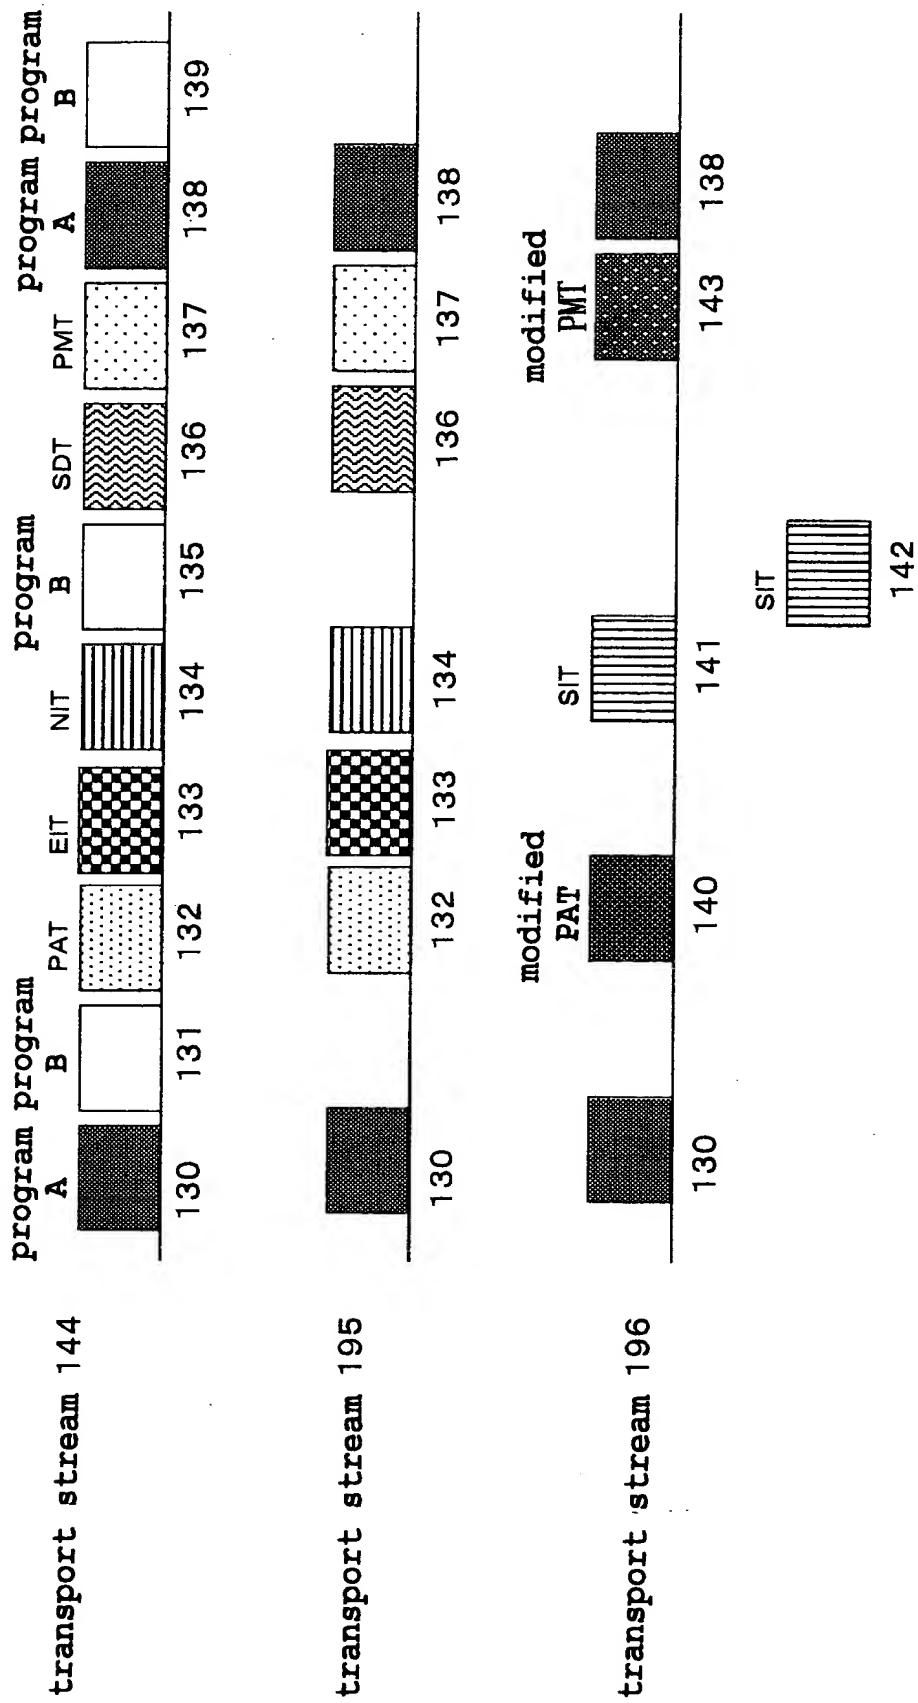 program program program program program
A B PAT EIT NIT B SDT PMT A B
130 131 132 133 134 135 136 137 138 139
transport stream 144
130 132 133 134 136 137 138
transport stream 195
modified modified
PAT SIT PMT
130 140 141 143 138
transport stream 196
SIT
142